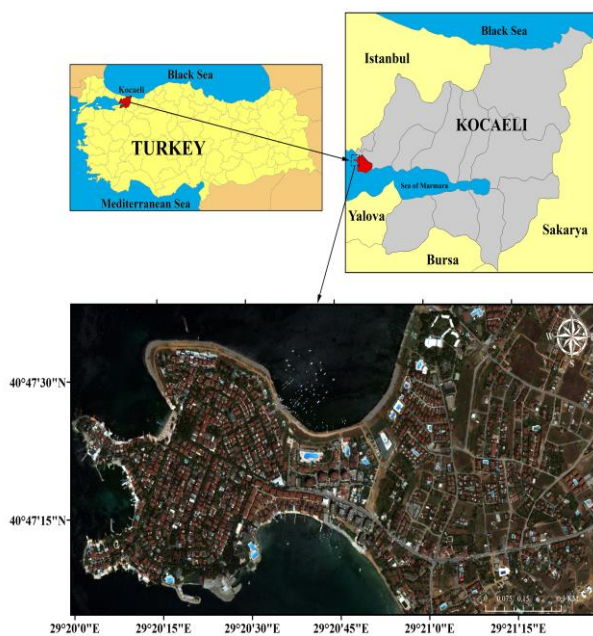 Black Sea
Kocaeli
TURKEY
Mediterranean Sea
Black Sea
Istanbul
KOCAELI
Sea of Marmara
Yalova
Sakarya
Bursa
40°47'30"N
40°47'15"N
29°20'0"E
29°20'15"E
29°20'30"E
29°20'45"E
29°21'0"E
29°21'15"E